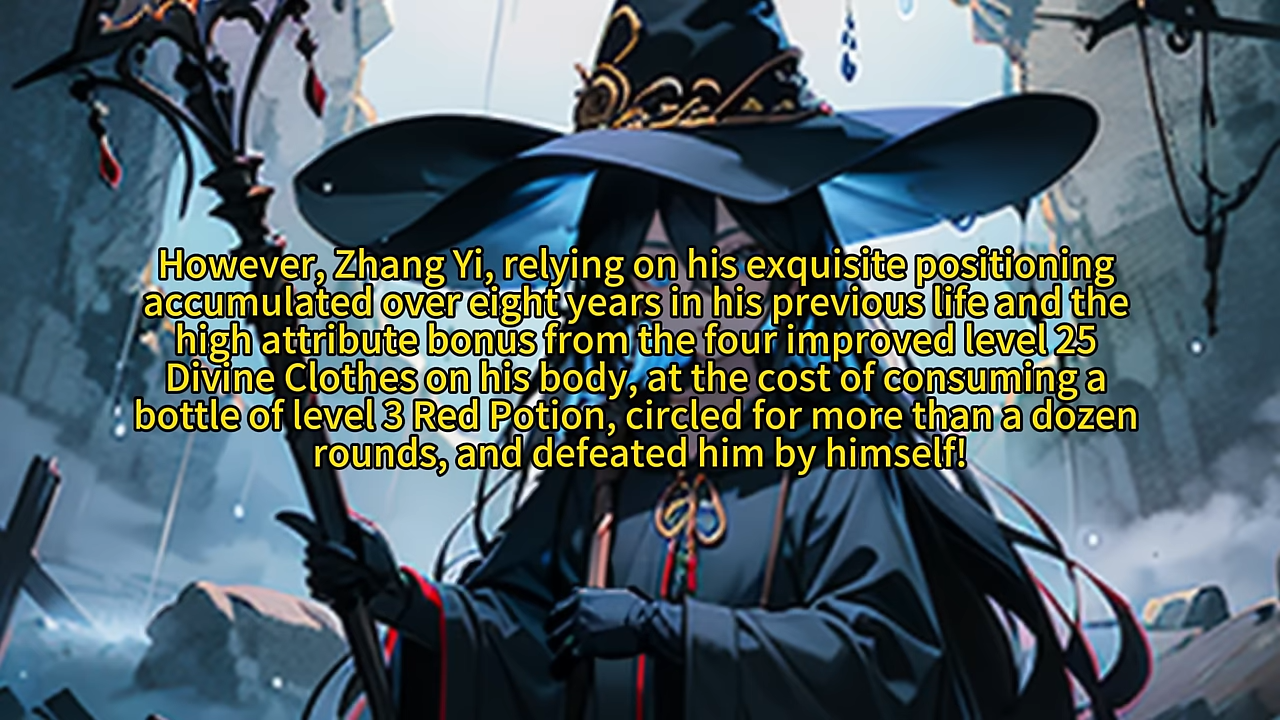 However, Zhang Yi, relying on his exquisite positioning
accumulated over eight years in his previous life and the
high attribute bonus from the four improved level 25
Divine Clothes on his body, at the cost of consuming a
bottle of level 3 Red Potion, circled for more than a dozen
rounds, and defeated him by himself!